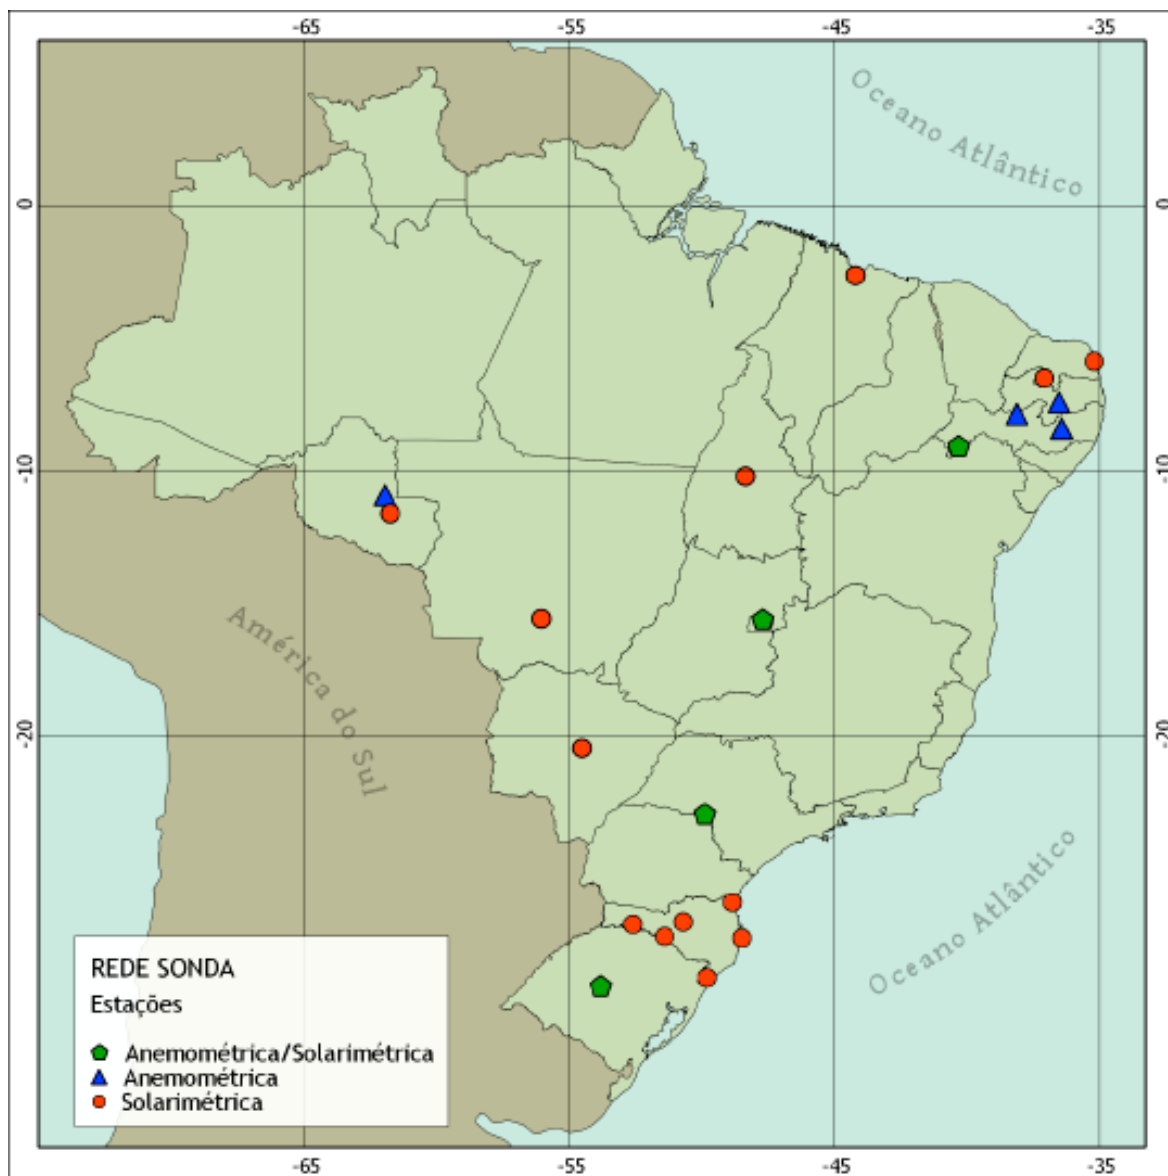 -65 -55 -45 -35
Oceano Atlântico
0 0
-10 -10
América do Sul
-20 -20
Oceano Atlântico
REDE SONDA
Estações
Anemométrica/Solarimétrica
Anemométrica
Solarimétrica
-65 -55 -45 -35